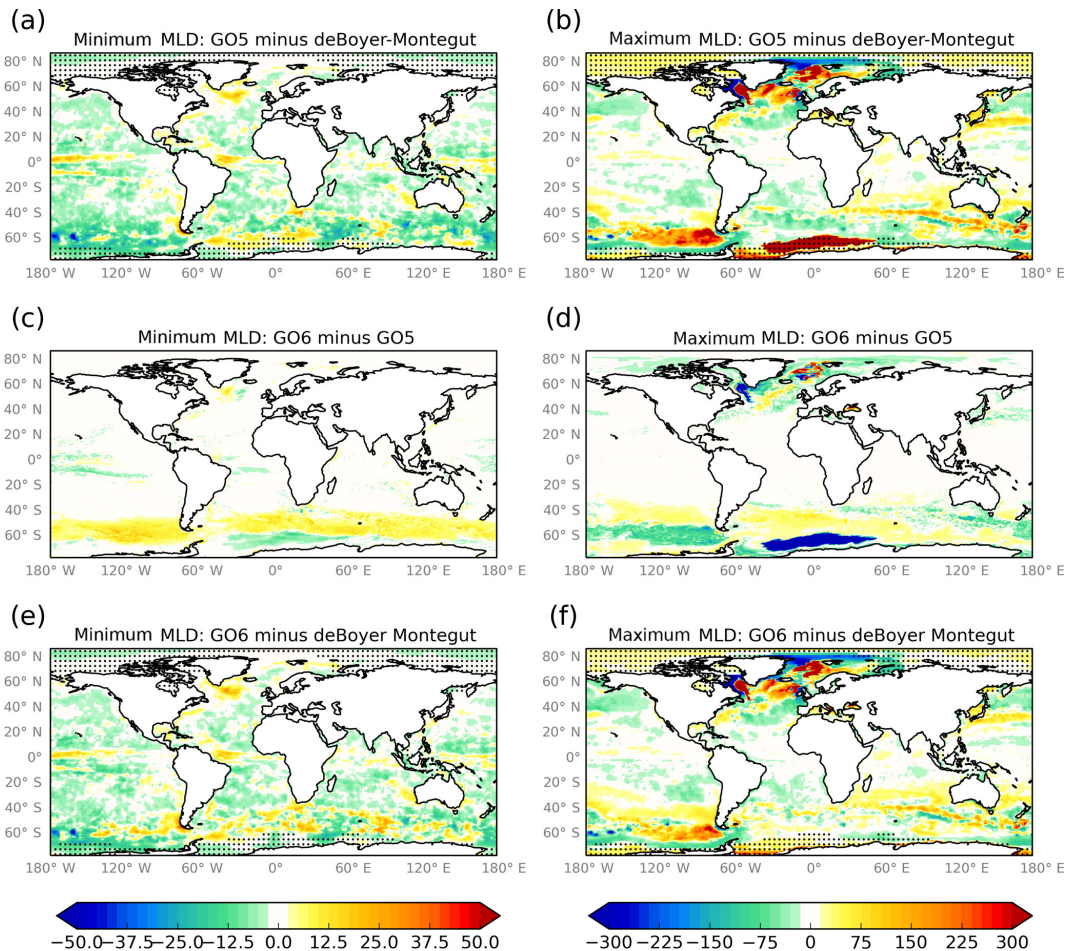 (a) (b)
Minimum MLD: GO5 minus deBoyer-Montegut Maximum MLD: GO5 minus deBoyer-Montegut
80° N 80° N
60° N 60° N
40° N 40° N
20° N 20° N
0° 0°
20° S 20° S
40° S 40° S
60° S 60° S
180° W 120° W 60° W 0° 60° E 120° E 180° E 180° W 120° W 60° W 0° 60° E 120° E 180° E
(c) (d)
Minimum MLD: GO6 minus GO5 Maximum MLD: GO6 minus GO5
80° N 80° N
60° N 60° N
40° N 40° N
20° N 20° N
0° 0°
20° S 20° S
40° S 40° S
60° S 60° S
180° W 120° W 60° W 0° 60° E 120° E 180° E 180° W 120° W 60° W 0° 60° E 120° E 180° E
(e) (f)
Minimum MLD: GO6 minus deBoyer Montegut Maximum MLD: GO6 minus deBoyer Montegut
80° N 80° N
60° N 60° N
40° N 40° N
20° N 20° N
0° 0°
20° S 20° S
40° S 40° S
60° S 60° S
180° W 120° W 60° W 0° 60° E 120° E 180° E 180° W 120° W 60° W 0° 60° E 120° E 180° E
−50.0 −37.5 −25 −12.5 0.0 12.5 25.0 37.5 50.0 −300 −225 −150 −75 0 75 150 225 300